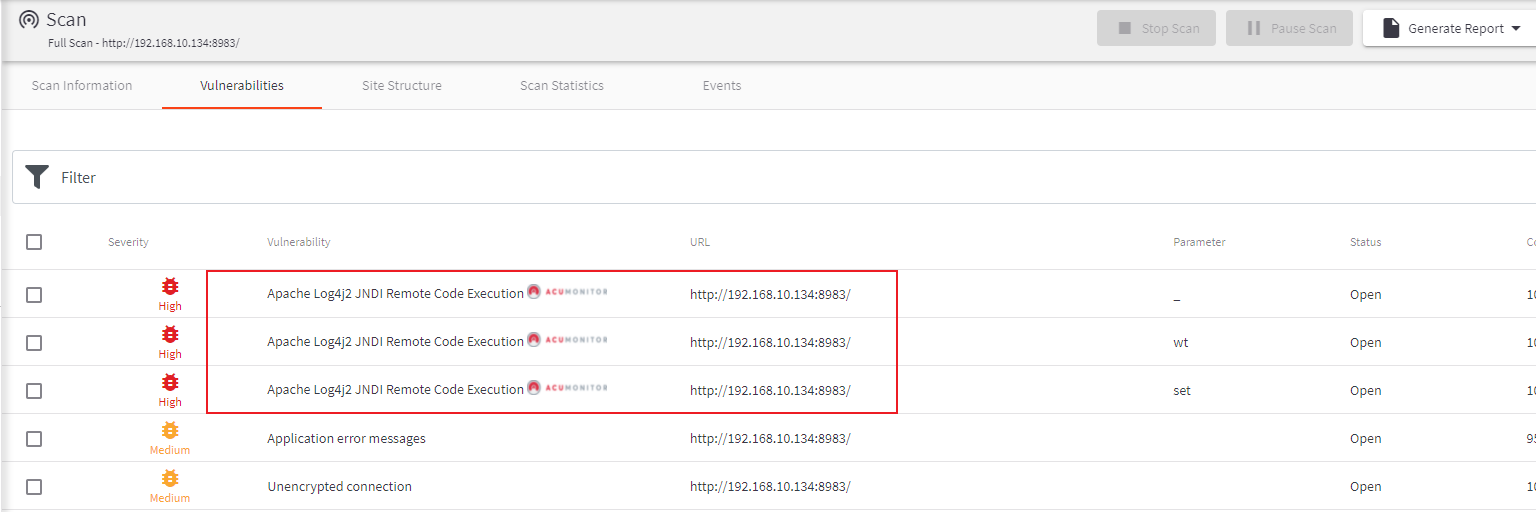 Scan
Full Scan - http://192.168.10.134:8983/
Stop Scan
Pause Scan
Generate Report
Scan Information
Vulnerabilities
Site Structure
Scan Statistics
Events
Filter
Severity Vulnerability URL Parameter Status
High Apache Log4j2 JNDI Remote Code Execution ACUMONITOR http://192.168.10.134:8983/ _ Open 10
High Apache Log4j2 JNDI Remote Code Execution ACUMONITOR http://192.168.10.134:8983/ wt Open 10
High Apache Log4j2 JNDI Remote Code Execution ACUMONITOR http://192.168.10.134:8983/ set Open 10
Medium Application error messages http://192.168.10.134:8983/ Open 95
Medium Unencrypted connection http://192.168.10.134:8983/ Open 10